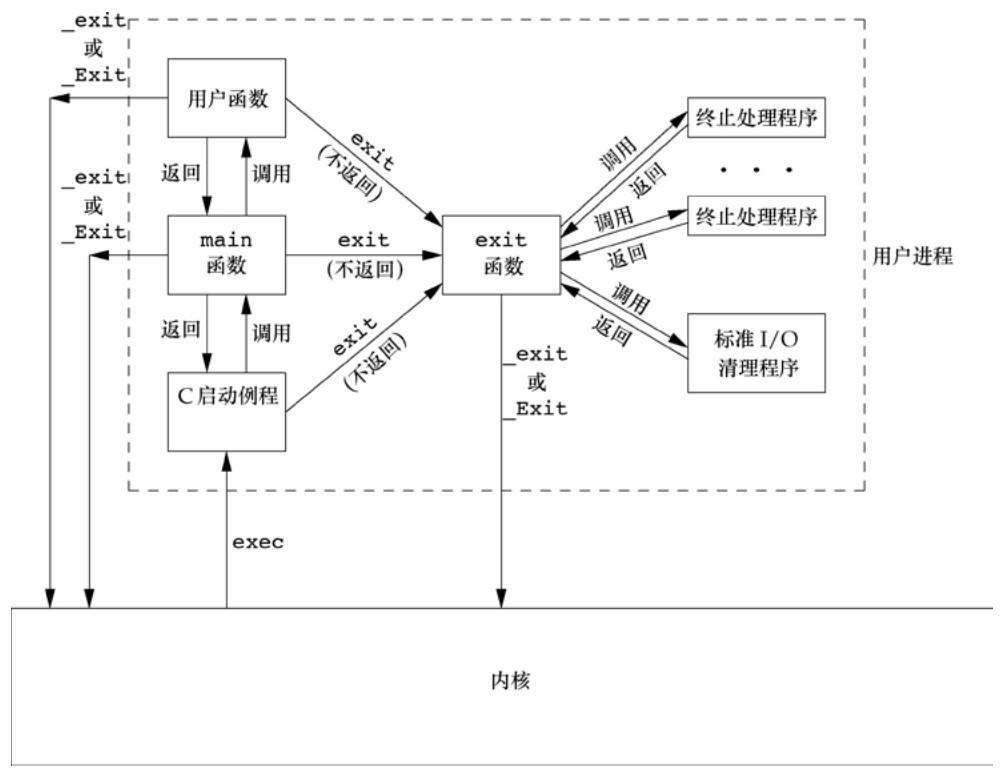 _exit
或
_Exit
用户函数
返回
调用
exit
(不返回)
_exit
或
_Exit
main
函数
exit
(不返回)
返回
调用
C启动例程
exit
(不返回)
exit
函数
调用
返回
终止处理程序
. . .
调用
返回
终止处理程序
调用
返回
标准 I/O
清理程序
用户进程
_exit
或
_Exit
exec
内核